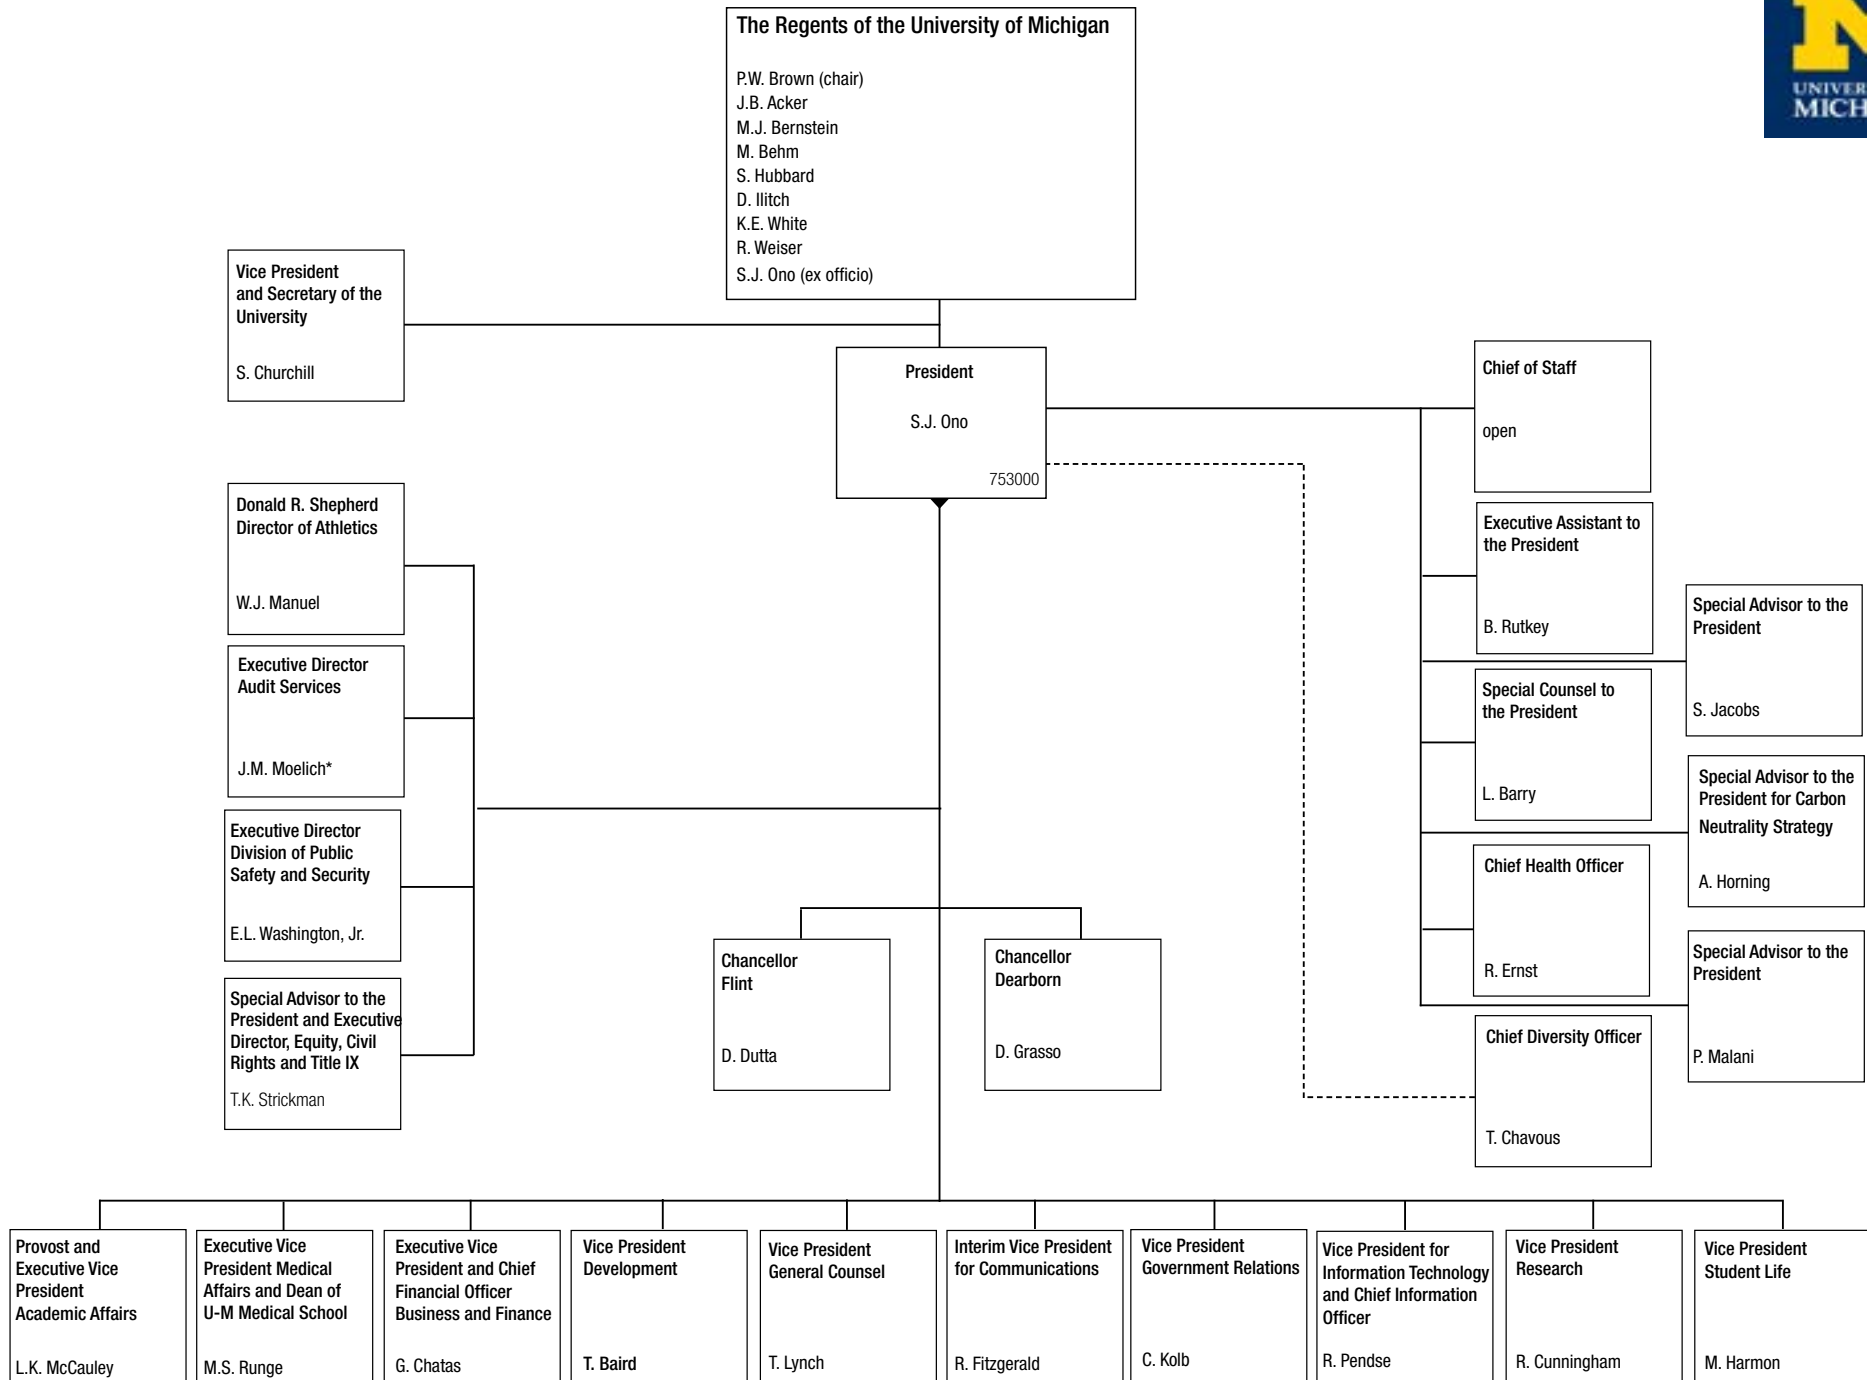 The Regents of the University of Michigan
P.W. Brown (chair)
J.B. Acker
M.J. Bernstein
M. Behm
S. Hubbard
D. Ilitch
K.E. White
R. Weiser
S.J. Ono (ex officio)
Vice President
and Secretary of the
University
S. Churchill
President
S.J. Ono
753000
Chief of Staff
open
Executive Assistant to
the President
B. Rutkey
Special Advisor to the
President
S. Jacobs
Special Counsel to
the President
L. Barry
Special Advisor to the
President for Carbon
Neutrality Strategy
A. Horning
Chief Health Officer
R. Ernst
Special Advisor to the
President
P. Malani
Chief Diversity Officer
T. Chavous
Donald R. Shepherd
Director of Athletics
W.J. Manuel
Executive Director
Audit Services
J.M. Moelich*
Executive Director
Division of Public
Safety and Security
E.L. Washington, Jr.
Special Advisor to the
President and Executive
Director, Equity, Civil
Rights and Title IX
T.K. Strickman
Chancellor
Flint
D. Dutta
Chancellor
Dearborn
D. Grasso
Provost and
Executive Vice
President
Academic Affairs
L.K. McCauley
Executive Vice
President Medical
Affairs and Dean of
U-M Medical School
M.S. Runge
Executive Vice
President and Chief
Financial Officer
Business and Finance
G. Chatas
Vice President
Development
T. Baird
Vice President
General Counsel
T. Lynch
Interim Vice President
for Communications
R. Fitzgerald
Vice President
Government Relations
C. Kolb
Vice President for
Information Technology
and Chief Information
Officer
R. Pendse
Vice President
Research
R. Cunningham
Vice President
Student Life
M. Harmon